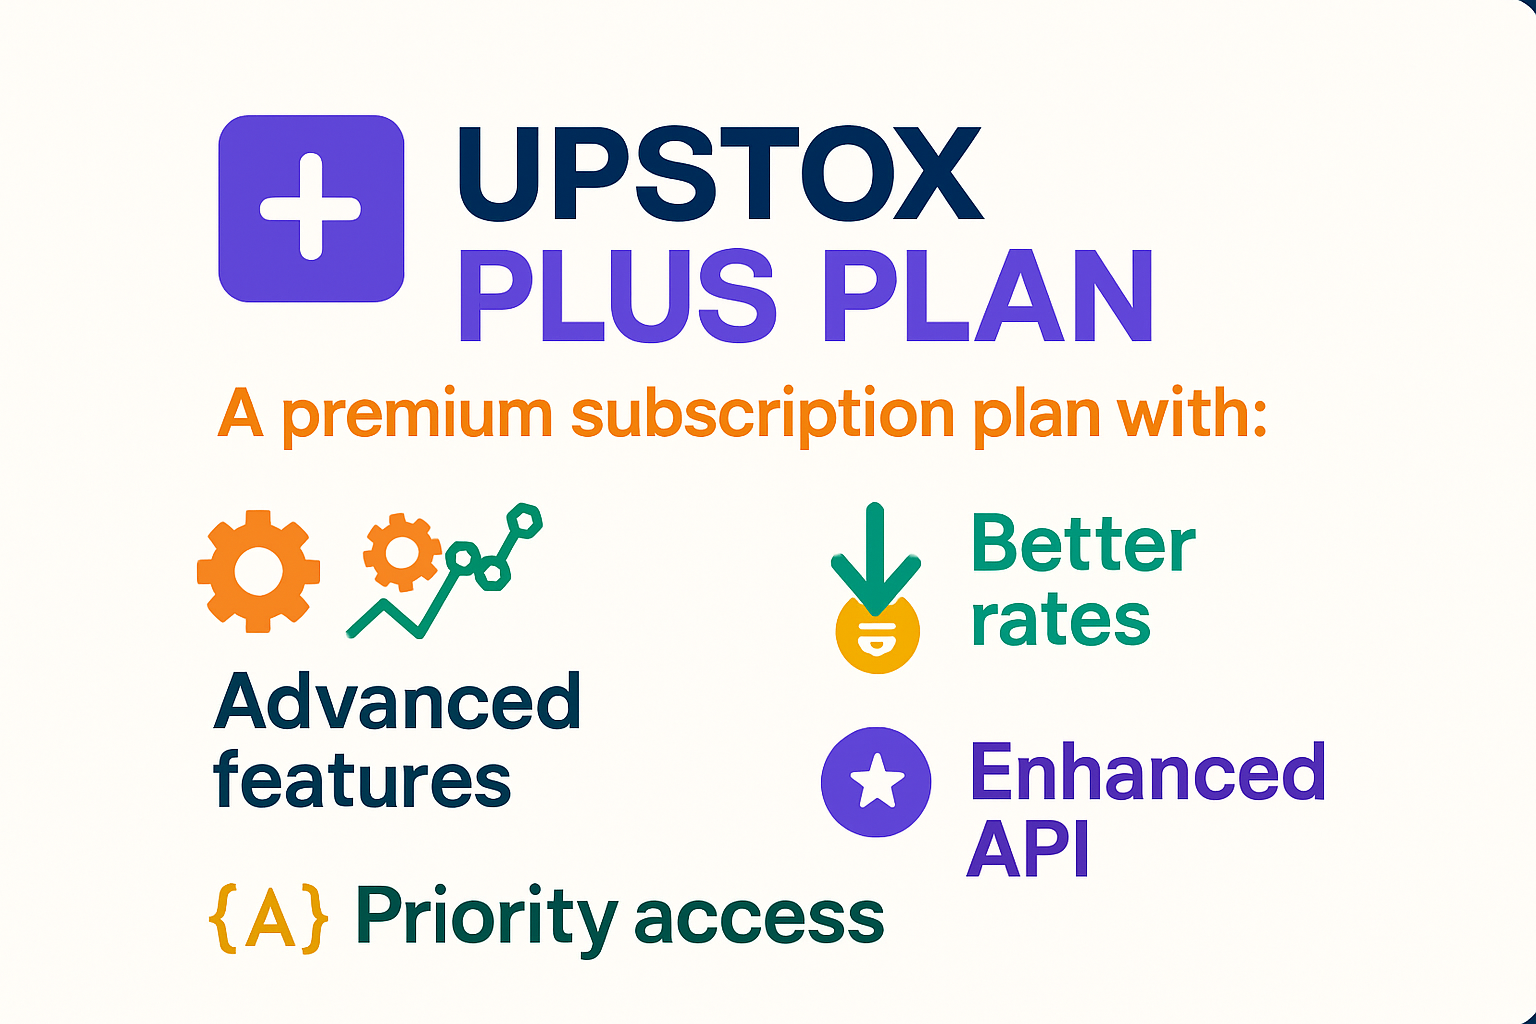 UPSTOX
PLUS PLAN
A premium subscription plan with:
Advanced
features
Better
rates
Enhanced
API
{A} Priority access